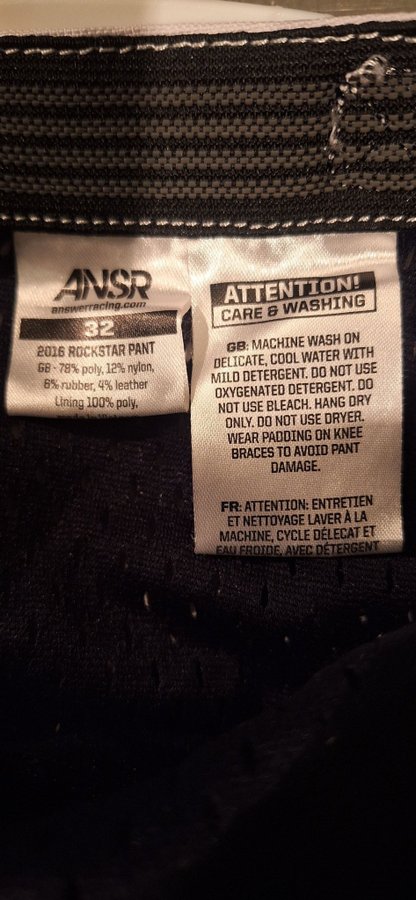 ANSR
answerracing.com
32
2016 ROCKSTAR PANT
GB - 78% poly, 12% nylon,
6% rubber, 4% leather
Lining 100% poly,
ATTENTION!
CARE & WASHING
GB: MACHINE WASH ON
DELICATE, COOL WATER WITH
MILD DETERGENT. DO NOT USE
OXYGENATED DETERGENT. DO
NOT USE BLEACH. HANG DRY
ONLY. DO NOT USE DRYER.
WEAR PADDING ON KNEE
BRACES TO AVOID PANT
DAMAGE.
FR: ATTENTION: ENTRETIEN
ET NETTOYAGE LAVER À LA
MACHINE, CYCLE DÉLECAT ET
EAU FROIDE, AVEC DÉTERGENT